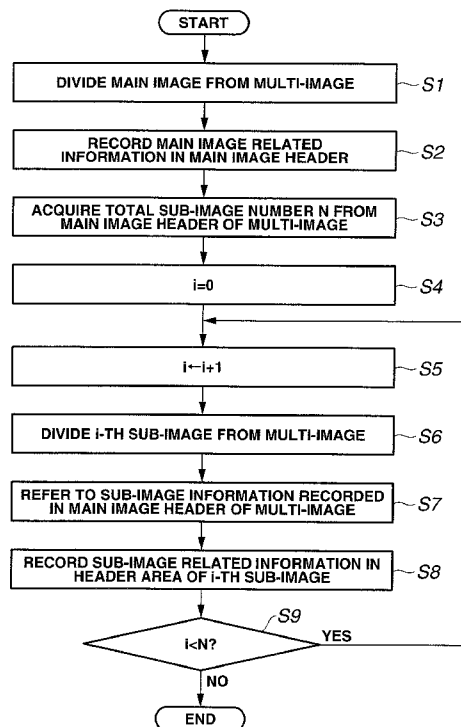 START
DIVIDE MAIN IMAGE FROM MULTI-IMAGE
S1
RECORD MAIN IMAGE RELATED
INFORMATION IN MAIN IMAGE HEADER
S2
ACQUIRE TOTAL SUB-IMAGE NUMBER N FROM
MAIN IMAGE HEADER OF MULTI-IMAGE
S3
i=0
S4
i←i+1
S5
DIVIDE i-TH SUB-IMAGE FROM MULTI-IMAGE
S6
REFER TO SUB-IMAGE INFORMATION RECORDED
IN MAIN IMAGE HEADER OF MULTI-IMAGE
S7
RECORD SUB-IMAGE RELATED INFORMATION IN
HEADER AREA OF i-TH SUB-IMAGE
S8
S9
i<N?
YES
NO
END